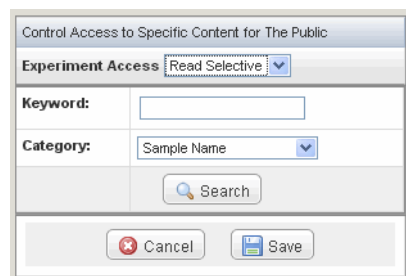 Control Access to Specific Content for The Public
Experiment Access Read Selective
Keyword:
Category: Sample Name
Search
Cancel Save